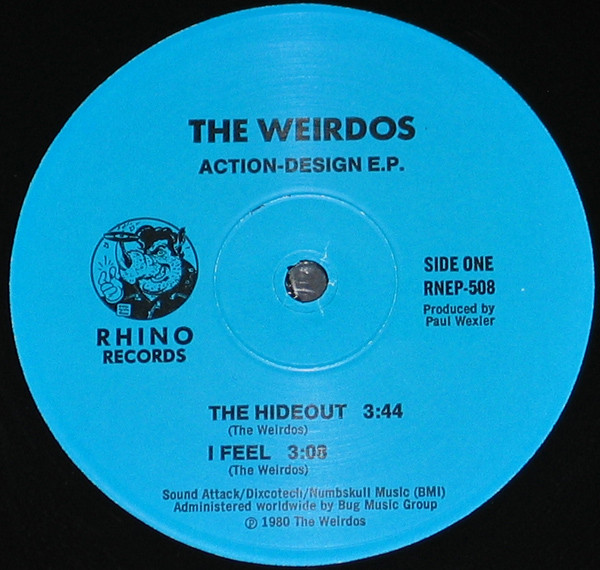 THE WEIRDOS
ACTION-DESIGN E.P.
SIDE ONE
RNEP-508
Produced by
Paul Wexler
RHINO
RECORDS
THE HIDEOUT 3:44
(The Weirdos)
I FEEL 3:08
(The Weirdos)
Sound Attack/Dixcotech/Numbskull Music (BMI)
Administered worldwide by Bug Music Group
℗ 1980 The Weirdos